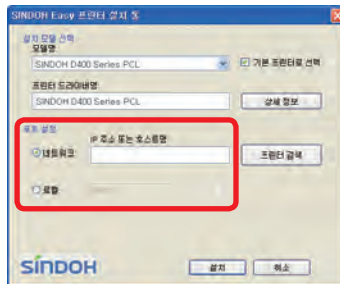 SINDOH Easy 프린터 설치 툴
설치 모델 선택
모델명
SINDOH D400 Series PCL
기본 프린터로 선택
프린터 드라이버명
SINDOH D400 Series PCL
상세 정보
포트 설정
IP 주소 또는 호스트명
네트워크
프린터 검색
로컬
SINDOH
설치
취소